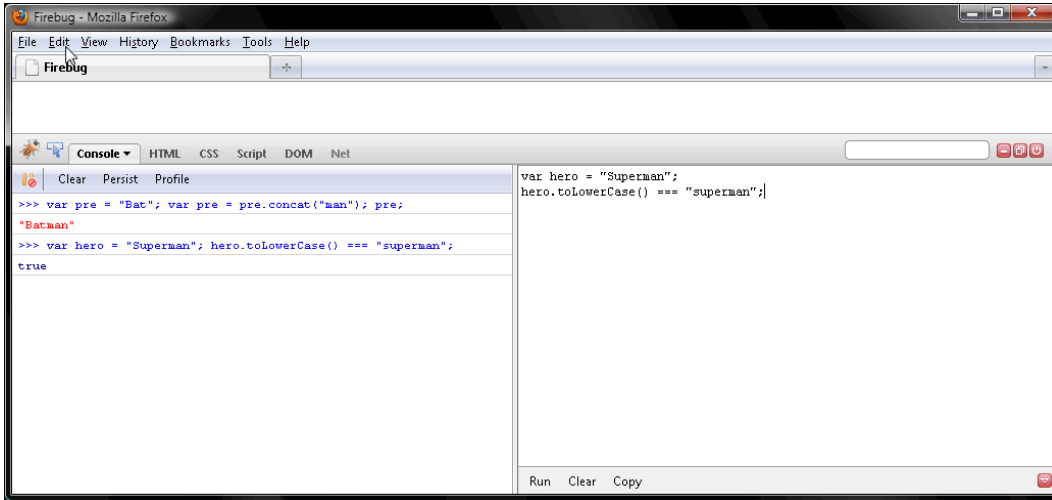 Firebug - Mozilla Firefox
File Edit View History Bookmarks Tools Help
Firebug
Console HTML CSS Script DOM Net
Clear Persist Profile
>>> var pre = "Bat"; var pre = pre.concat("man"); pre;
"Batman"
>>> var hero = "Superman"; hero.toLowerCase() === "superman";
true
var hero = "Superman";
hero.toLowerCase() === "superman";
Run Clear Copy